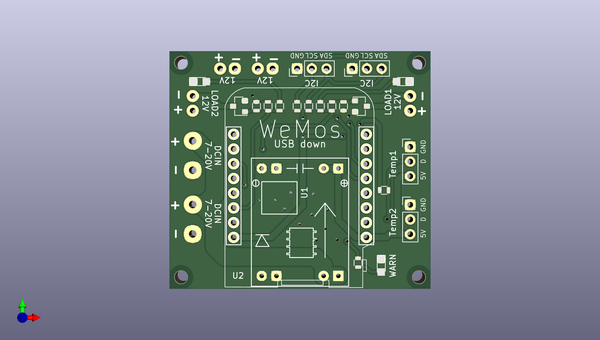 + - + -
12V 12V
SDA SCL GND SDA SCL GND
I2C I2C
- +
LOAD2
12V
LOAD1
12V
- +
WeMos
USB down
+ -
DCIN
7-20V
+ -
DCIN
7-20V
U1
U2
Temp1
GND
D
5V
Temp2
GND
D
5V
WARN